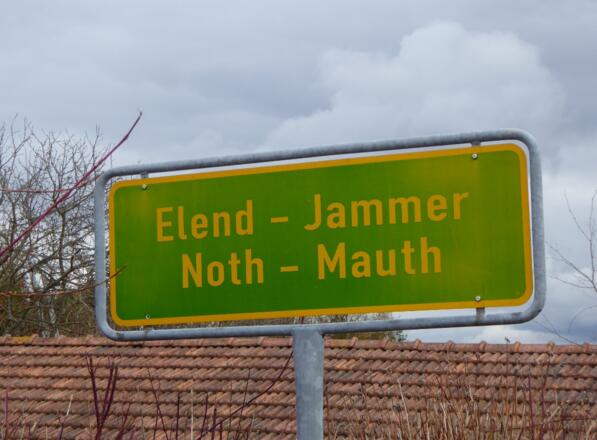 Elend – Jammer
Noth – Mauth